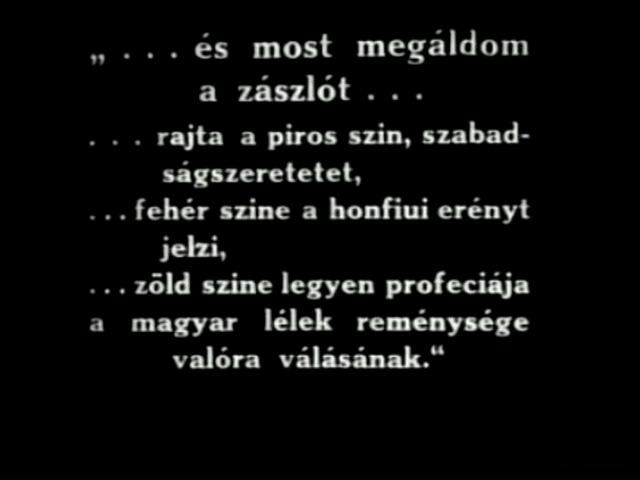 „ . . . és most megáldom
a zászlót . . .
. . . rajta a piros szin, szabad-
ságszeretetet,
. . . fehér szine a honfiui erényt
jelzi,
. . . zöld szine legyen profeciája
a magyar lélek reménysége
valóra válásának.“